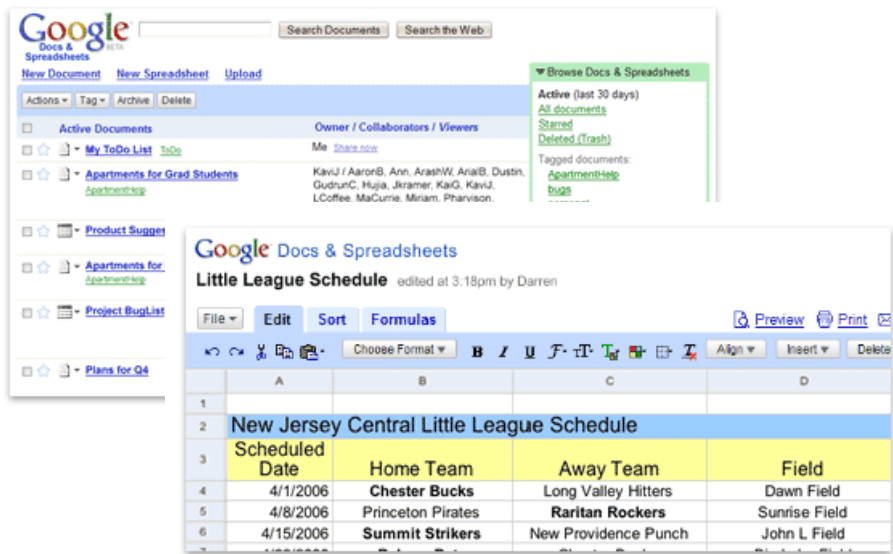 Google
Docs &
Spreadsheets
BETA
Search Documents
Search the Web
New Document New Spreadsheet Upload
Actions Tag Archive Delete
Active Documents Owner / Collaborators / Viewers
My ToDo List ToDo Me Share now
Apartments for Grad Students KaviJ / AaronB, Ann, ArashW, ArialB, Dustin,
ApartmentHelp GudrunC, Hujia, Jkramer, KaiG, KaviJ,
LCoffee, MaCurrie, Miriam, Pharvison,
Product Sugges
Apartments for
ApartmentHelp
Project BugList
Plans for Q4
Browse Docs & Spreadsheets
Active (last 30 days)
All documents
Starred
Deleted (Trash)
Tagged documents:
ApartmentHelp
bugs
Google Docs & Spreadsheets
Little League Schedule edited at 3:18pm by Darren
File Edit Sort Formulas Preview Print
Choose Format B I U F T T T Align Insert Delete
A B C D
1
2 New Jersey Central Little League Schedule
3 Scheduled
Date Home Team Away Team Field
4 4/1/2006 Chester Bucks Long Valley Hitters Dawn Field
5 4/8/2006 Princeton Pirates Raritan Rockers Sunrise Field
6 4/15/2006 Summit Strikers New Providence Punch John L Field